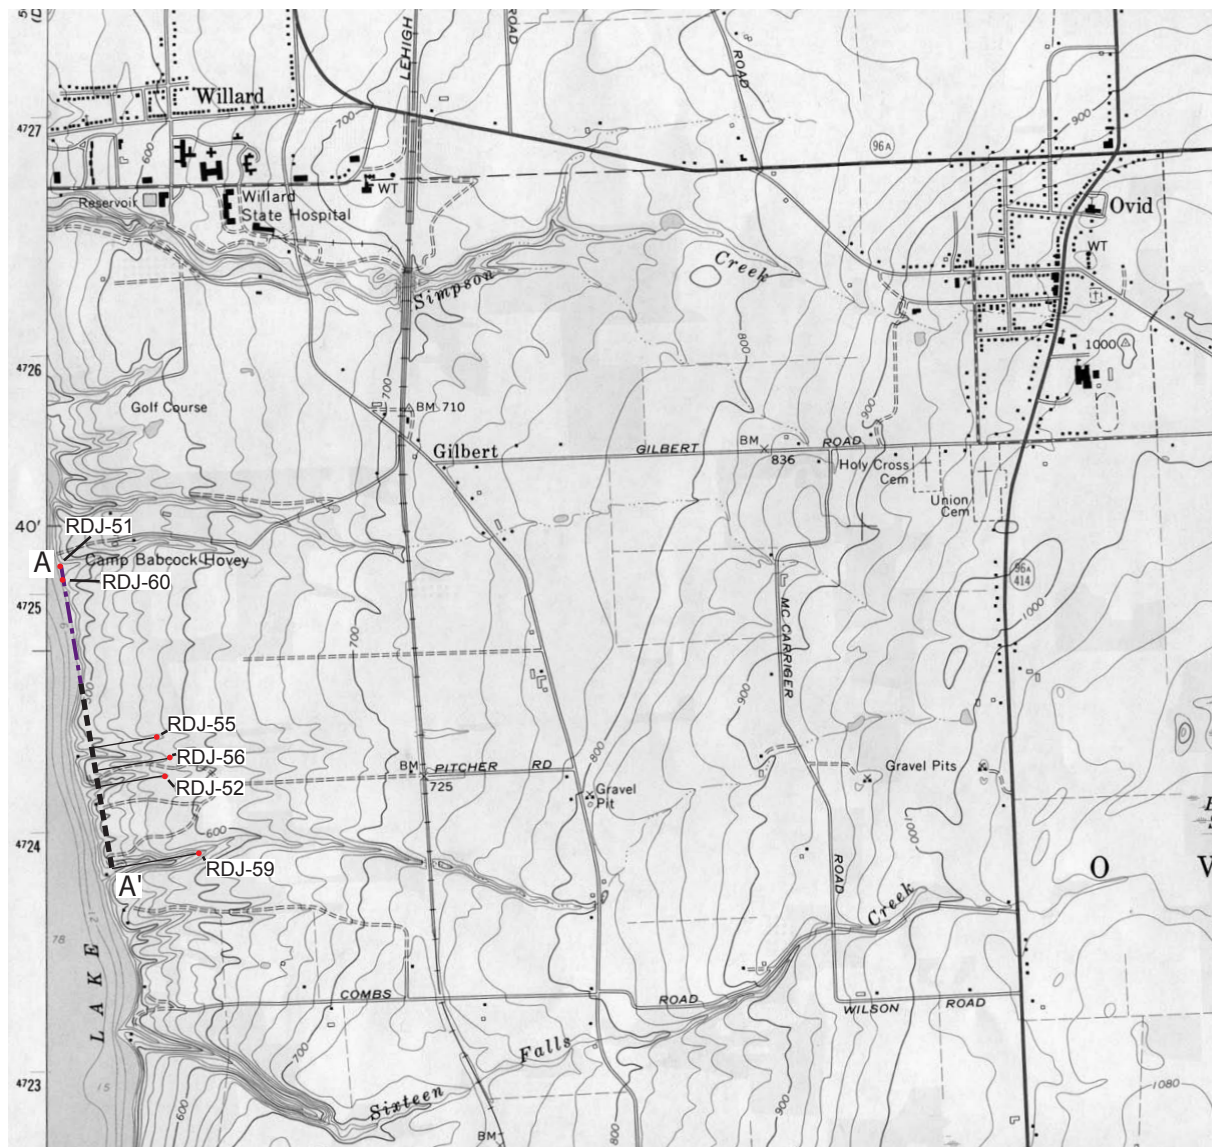 LEHIGH
ROAD
ROAD
Willard
4727
700
600
900
96A
WT
Reservoir
Willard
State Hospital
Ovid
WT
Simpson
Creek
1000
4726
800
700
BM 710
Golf Course
900
Gilbert
GILBERT
BM
836
ROAD
Holy Cross
Cem
Union
Cem
40'
RDJ-51
A
Camp Babcock Hovey
RDJ-60
96A
414
4725
1000
MC CARRIGER
700
900
RDJ-55
RDJ-56
RDJ-52
BM
PITCHER RD
725
800
Gravel
Pit
Gravel Pits
1000
4724
600
RDJ-59
A'
ROAD
O
V
Creek
78
LAKE
COMBS
ROAD
WILSON ROAD
700
Falls
4723
15
600
Sixteen
900
1080
BM
800